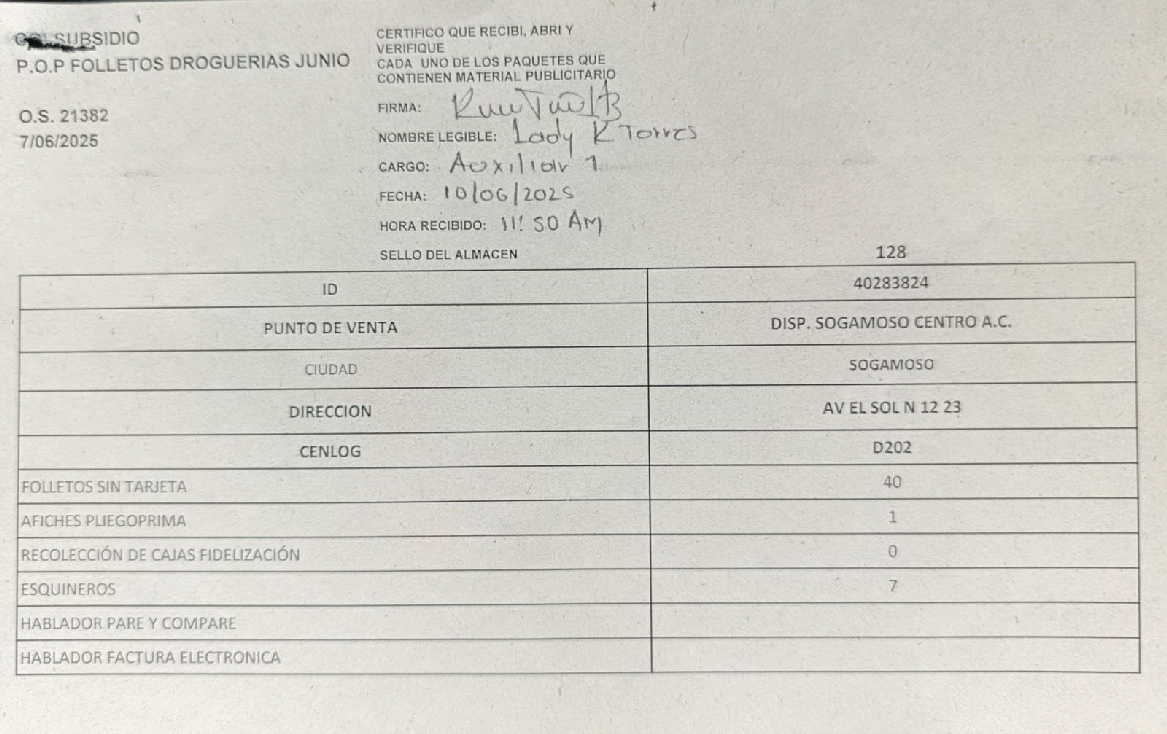 SUBSIDIO
P.O.P FOLLETOS DROGUERIAS JUNIO
O.S. 21382
7/06/2025
CERTIFICO QUE RECIBI, ABRI Y
VERIFIQUE
CADA UNO DE LOS PAQUETES QUE
CONTIENEN MATERIAL PUBLICITARIO
FIRMA:
NOMBRE LEGIBLE: Lady K Torres
CARGO: Auxiliar 1
FECHA: 10/06/2025
HORA RECIBIDO: 11:50 AM
SELLO DEL ALMACEN
128
ID 40283824
PUNTO DE VENTA DISP. SOGAMOSO CENTRO A.C.
CIUDAD SOGAMOSO
DIRECCION AV EL SOL N 12 23
CENLOG D202
FOLLETOS SIN TARJETA 40
AFICHES PLIEGOPRIMA 1
RECOLECCIÓN DE CAJAS FIDELIZACIÓN 0
ESQUINEROS 7
HABLADOR PARE Y COMPARE
HABLADOR FACTURA ELECTRONICA